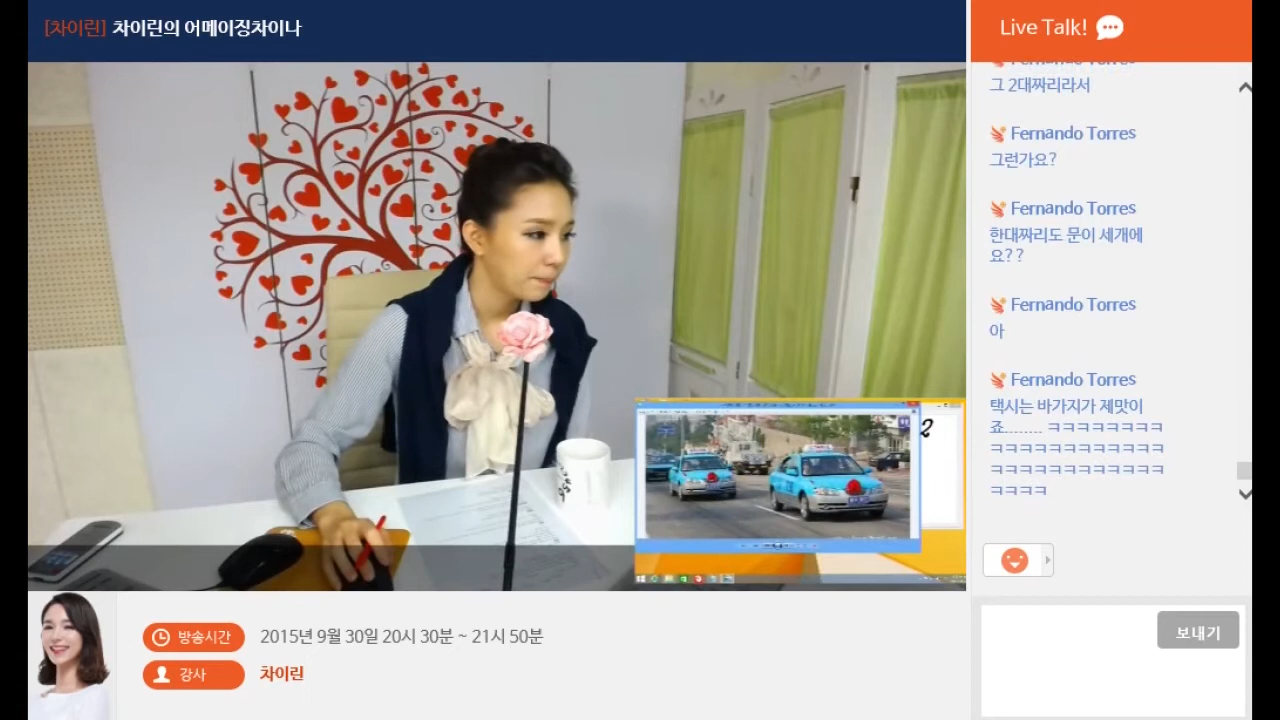 [차이린] 차이린의 어메이징차이나
Live Talk!
그 2대짜리라서
Fernando Torres
그런가요?
Fernando Torres
한대짜리도 문이 세개에
요??
Fernando Torres
아
Fernando Torres
택시는 바가지가 제맛이
죠........ ㅋㅋㅋㅋㅋㅋㅋㅋ
ㅋㅋㅋㅋㅋㅋㅋㅋㅋㅋㅋㅋ
ㅋㅋㅋㅋㅋㅋㅋㅋㅋㅋㅋㅋ
ㅋㅋㅋㅋ
2
보내기
방송시간 2015년 9월 30일 20시 30분 ~ 21시 50분
강사 차이린